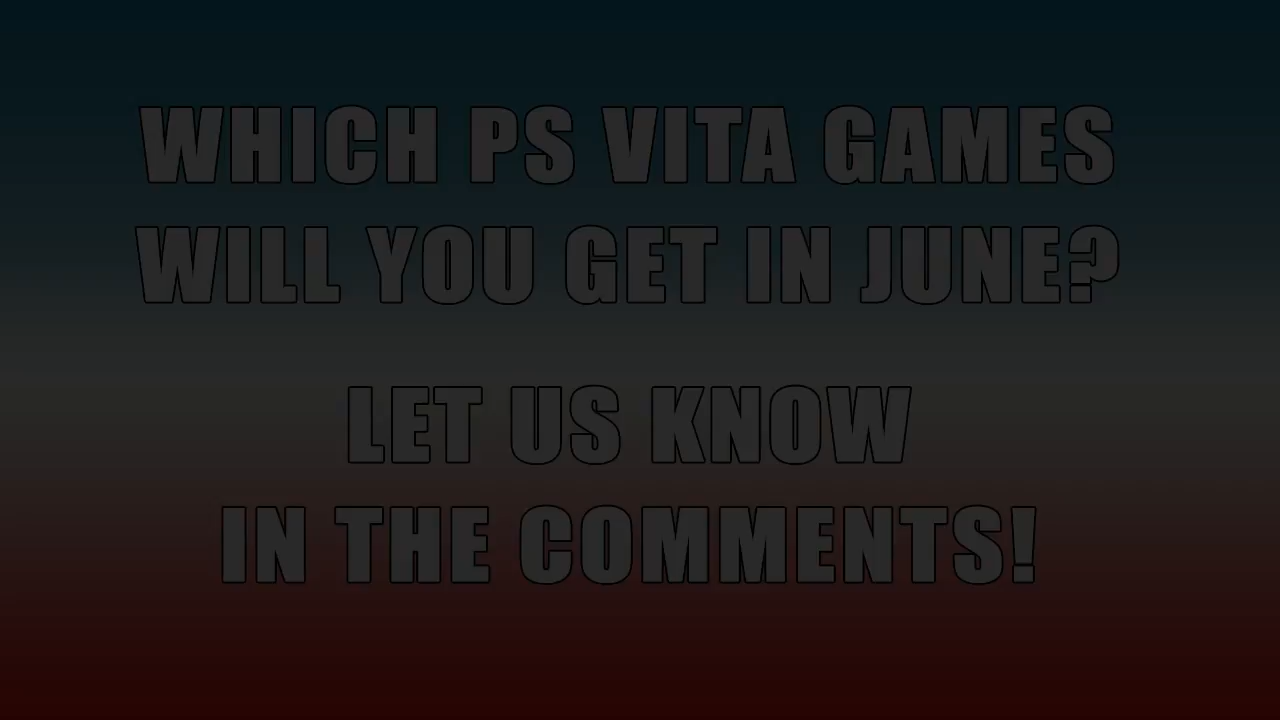 WHICH PS VITA GAMES
WILL YOU GET IN JUNE?
LET US KNOW
IN THE COMMENTS!